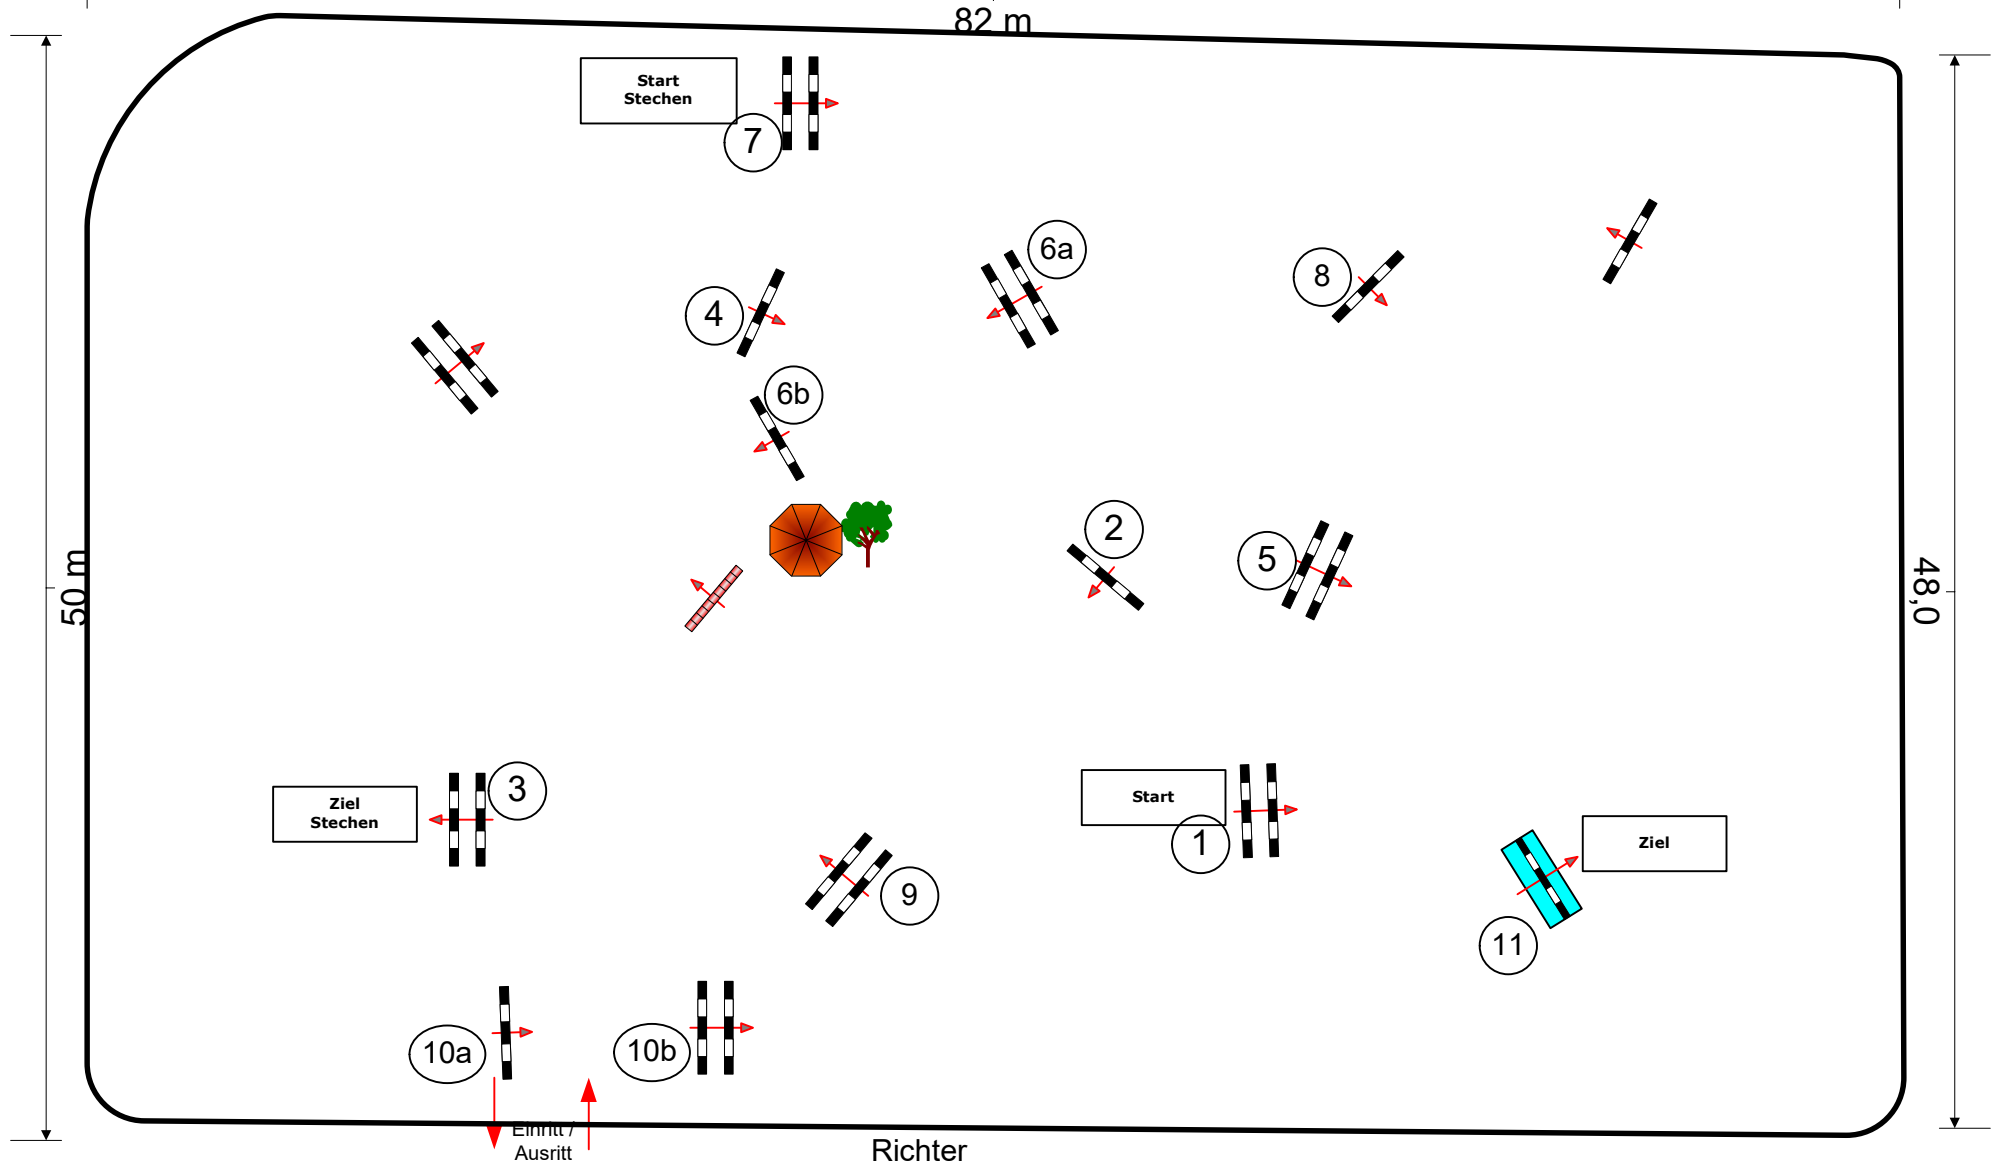 82 m
Start
Stechen
7
6a
8
4
6b
2
5
50 m
48,0
3
Ziel
Stechen
Start
1
Ziel
9
11
10a
10b
Einritt /
Ausritt
Richter